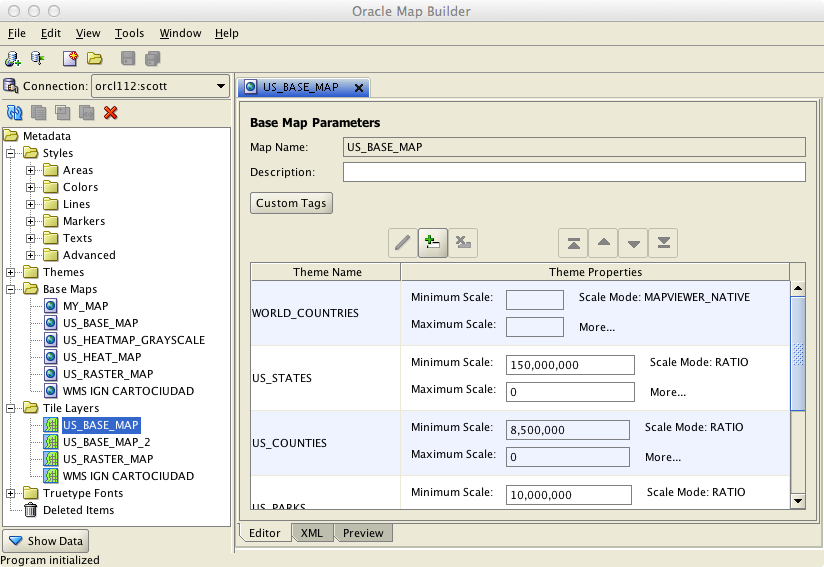 Oracle Map Builder
File Edit View Tools Window Help
Connection: orcl112:scott
Metadata
Styles
Areas
Colors
Lines
Markers
Texts
Advanced
Themes
Base Maps
MY_MAP
US_BASE_MAP
US_HEATMAP_GRAYSCALE
US_HEAT_MAP
US_RASTER_MAP
WMS IGN CARTOCIUDAD
Tile Layers
US_BASE_MAP
US_BASE_MAP_2
US_RASTER_MAP
WMS IGN CARTOCIUDAD
Truetype Fonts
Deleted Items
Show Data
US_BASE_MAP
Base Map Parameters
Map Name: US_BASE_MAP
Description:
Custom Tags
Theme Name Theme Properties
WORLD_COUNTRIES
Minimum Scale: Scale Mode: MAPVIEWER_NATIVE
Maximum Scale: More...
US_STATES
Minimum Scale: 150,000,000 Scale Mode: RATIO
Maximum Scale: 0 More...
US_COUNTIES
Minimum Scale: 8,500,000 Scale Mode: RATIO
Maximum Scale: 0 More...
US_PARKS
Minimum Scale: 10,000,000 Scale Mode: RATIO
Editor XML Preview
Program initialized